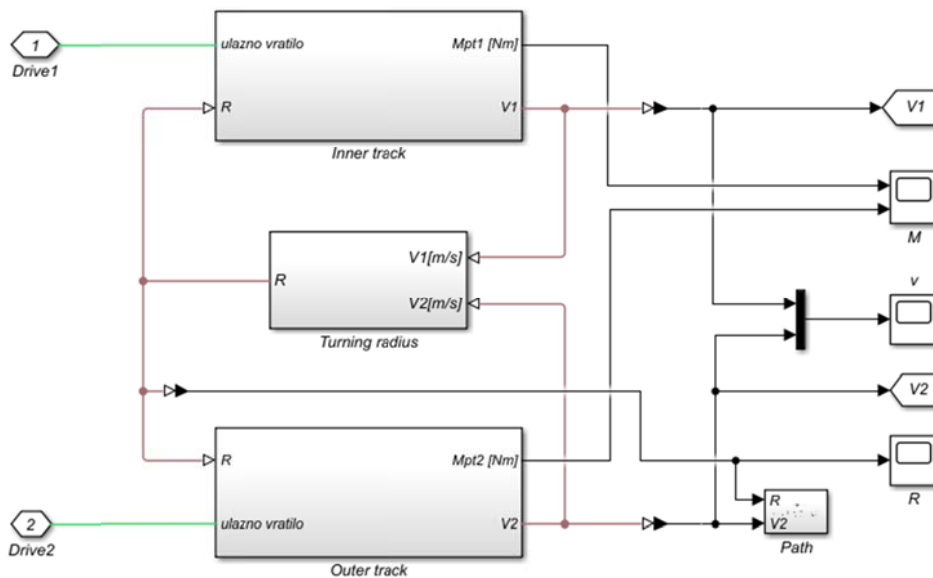 1
Drive1
ulazno vratilo
Mpt1 [Nm]
R
V1
Inner track
V1
M
V1[m/s]
R
V2[m/s]
Turning radius
v
V2
R
Mpt2 [Nm]
R
ulazno vratilo
V2
2
Drive2
Outer track
R
V2
Path